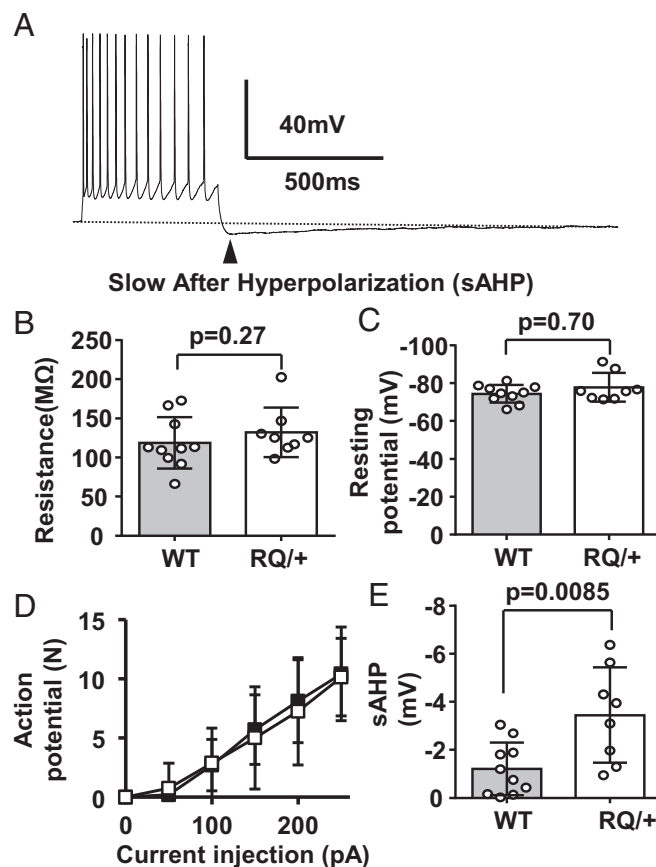 A
40mV
500ms
Slow After Hyperpolarization (sAHP)
B
p=0.27
Resistance(MΩ)
250
200
150
100
50
0
WT
RQ/+
C
p=0.70
Resting
potential (mV)
-100
-80
-60
-40
-20
0
WT
RQ/+
D
Action
potential (N)
15
10
5
0
0
100
200
Current injection (pA)
E
p=0.0085
sAHP
(mV)
-8
-6
-4
-2
0
WT
RQ/+